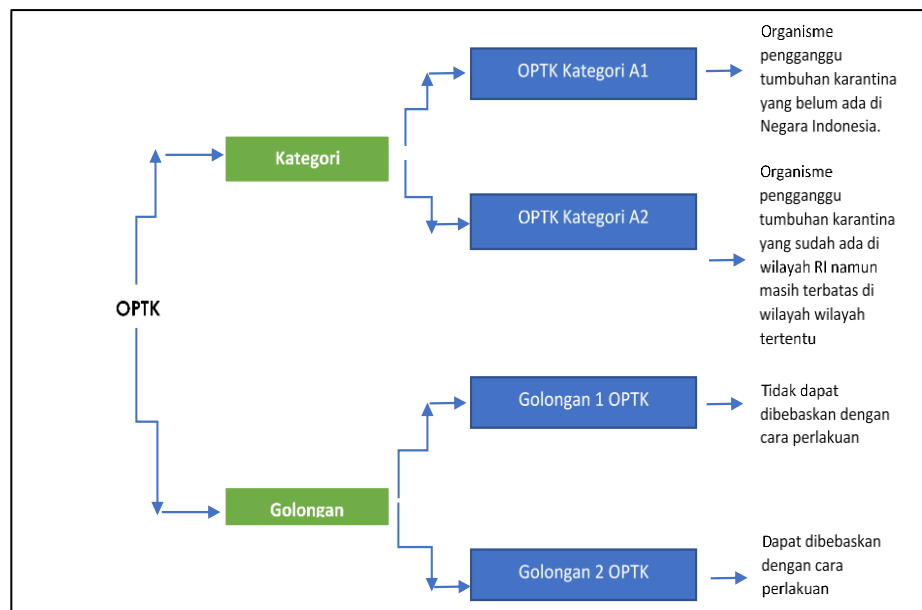 OPTK
Kategori
OPTK Kategori A1
Organisme
pengganggu
tumbuhan karantina
yang belum ada di
Negara Indonesia.
OPTK Kategori A2
Organisme
pengganggu
tumbuhan karantina
yang sudah ada di
wilayah RI namun
masih terbatas di
wilayah wilayah
tertentu
Golongan
Golongan 1 OPTK
Tidak dapat
dibebaskan dengan
cara perlakuan
Golongan 2 OPTK
Dapat dibebaskan
dengan cara
perlakuan